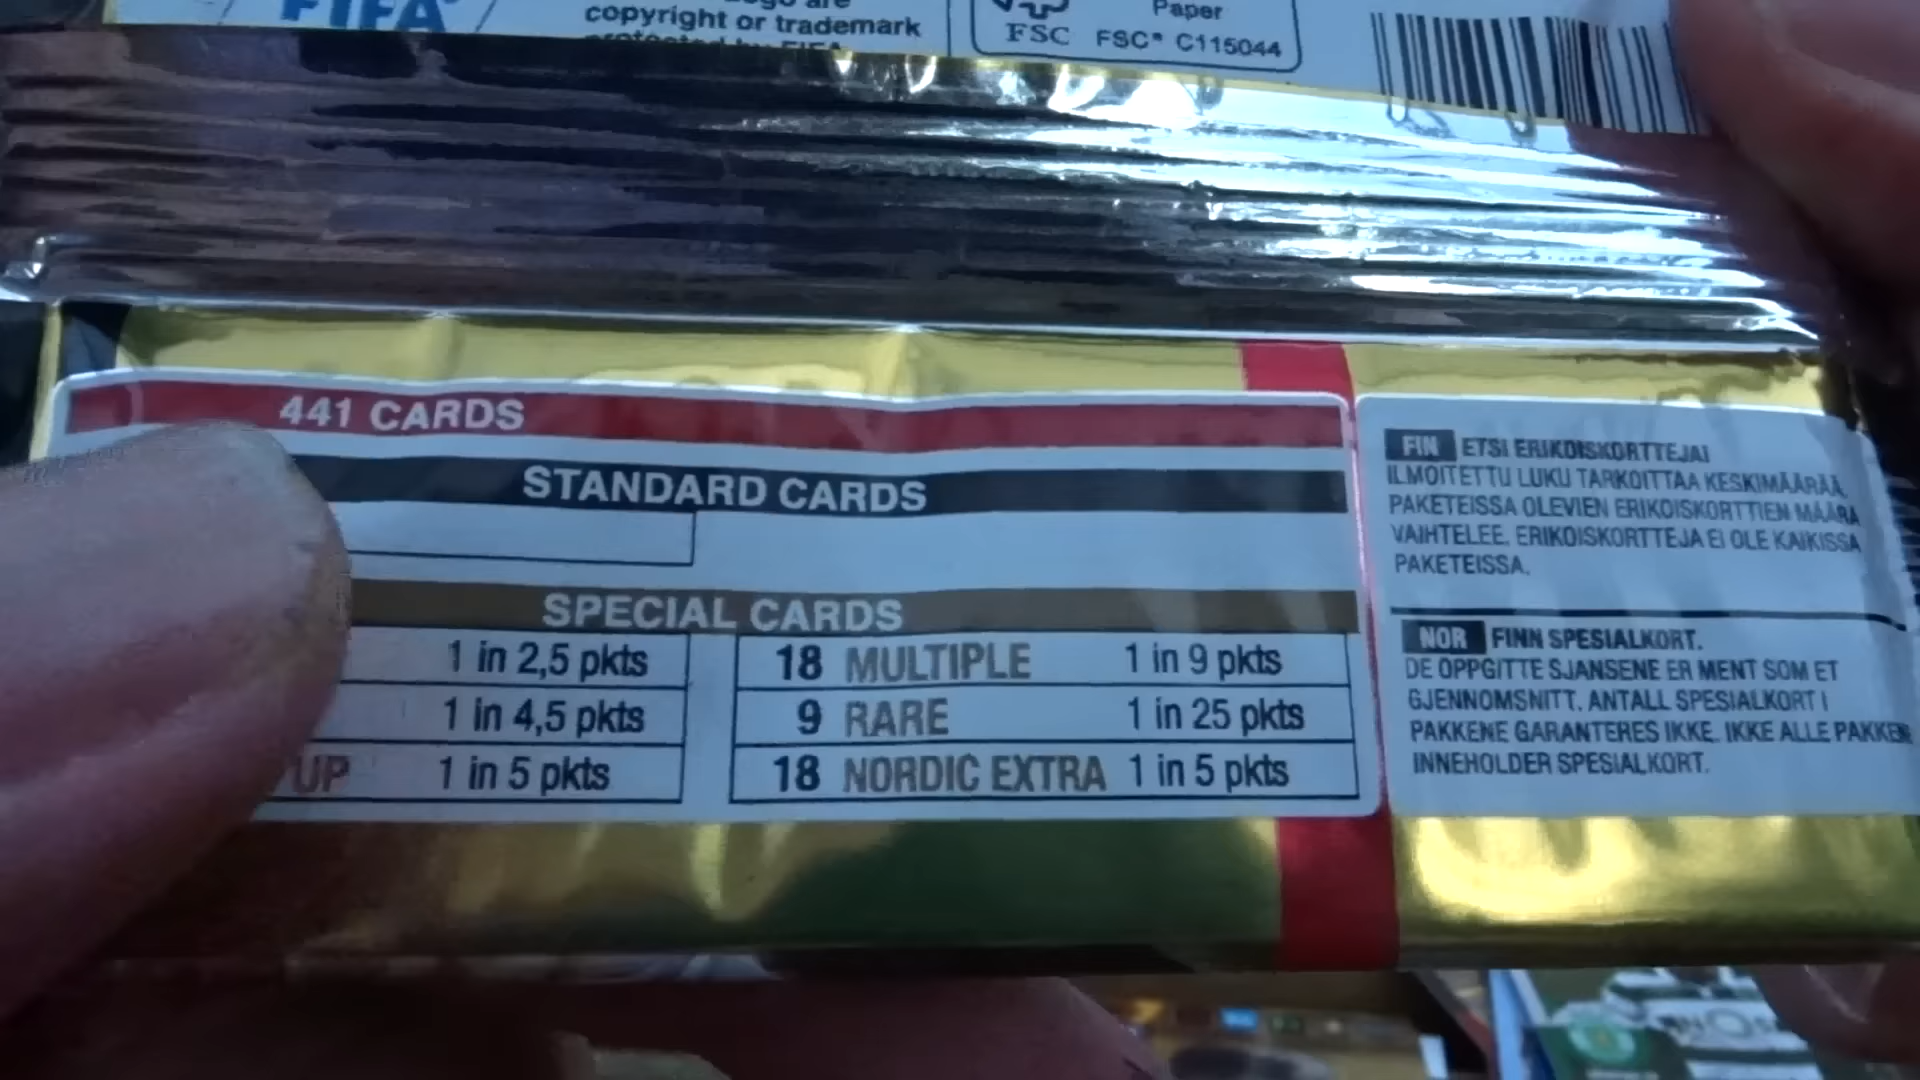 FIFA
copyright or trademark
protected by FIFA
Paper
FSC FSC® C115044
441 CARDS
STANDARD CARDS
SPECIAL CARDS
1 in 2,5 pkts
18 MULTIPLE 1 in 9 pkts
1 in 4,5 pkts
9 RARE 1 in 25 pkts
UP 1 in 5 pkts
18 NORDIC EXTRA 1 in 5 pkts
FIN ETSI ERIKOISKORTTEJA!
ILMOITETTU LUKU TARKOITTAA KESKIMÄÄRÄÄ.
PAKETEISSA OLEVIEN ERIKOISKORTTIEN MÄÄRÄ
VAIHTELEE. ERIKOISKORTTEJA EI OLE KAIKISSA
PAKETEISSA.
NOR FINN SPESIALKORT.
DE OPPGITTE SJANSENE ER MENT SOM ET
GJENNOMSNITT. ANTALL SPESIALKORT I
PAKKENE GARANTERES IKKE. IKKE ALLE PAKKENE
INNEHOLDER SPESIALKORT.